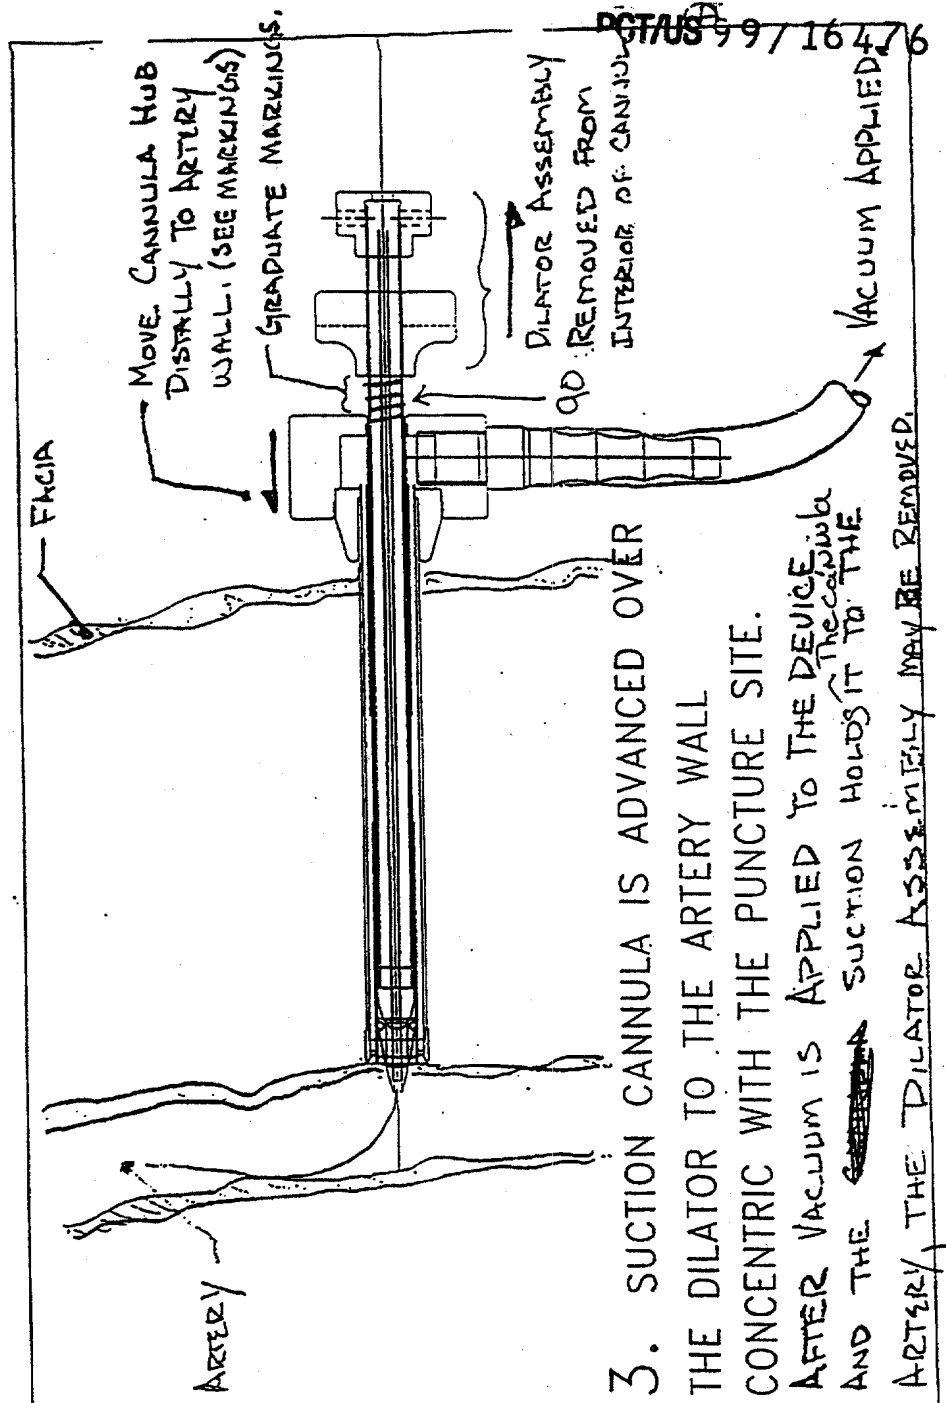 PCT/US 99/16476
MOVE CANNULA HUB
DISTALLY TO ARTERY
WALL. (SEE MARKINGS)
GRADUATE MARKINGS.
FACIA
DILATOR ASSEMBLY
REMOVED FROM
INTERIOR OF CANNULA
90
VACUUM APPLIED.
ARTERY
3. SUCTION CANNULA IS ADVANCED OVER
THE DILATOR TO THE ARTERY WALL
CONCENTRIC WITH THE PUNCTURE SITE.
AFTER VACUUM IS APPLIED TO THE DEVICE
The cannula
AND THE SUCTION HOLDS IT TO THE
ARTERY, THE DILATOR ASSEMBLY MAY BE REMOVED.